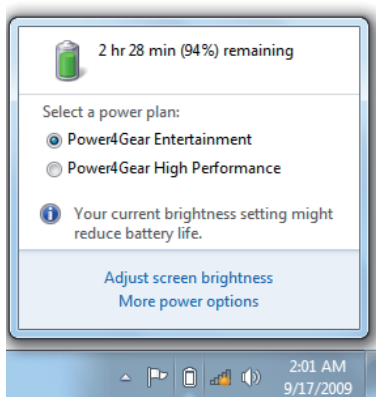 2 hr 28 min (94%) remaining
Select a power plan:
Power4Gear Entertainment
Power4Gear High Performance
Your current brightness setting might
reduce battery life.
Adjust screen brightness
More power options
2:01 AM
9/17/2009